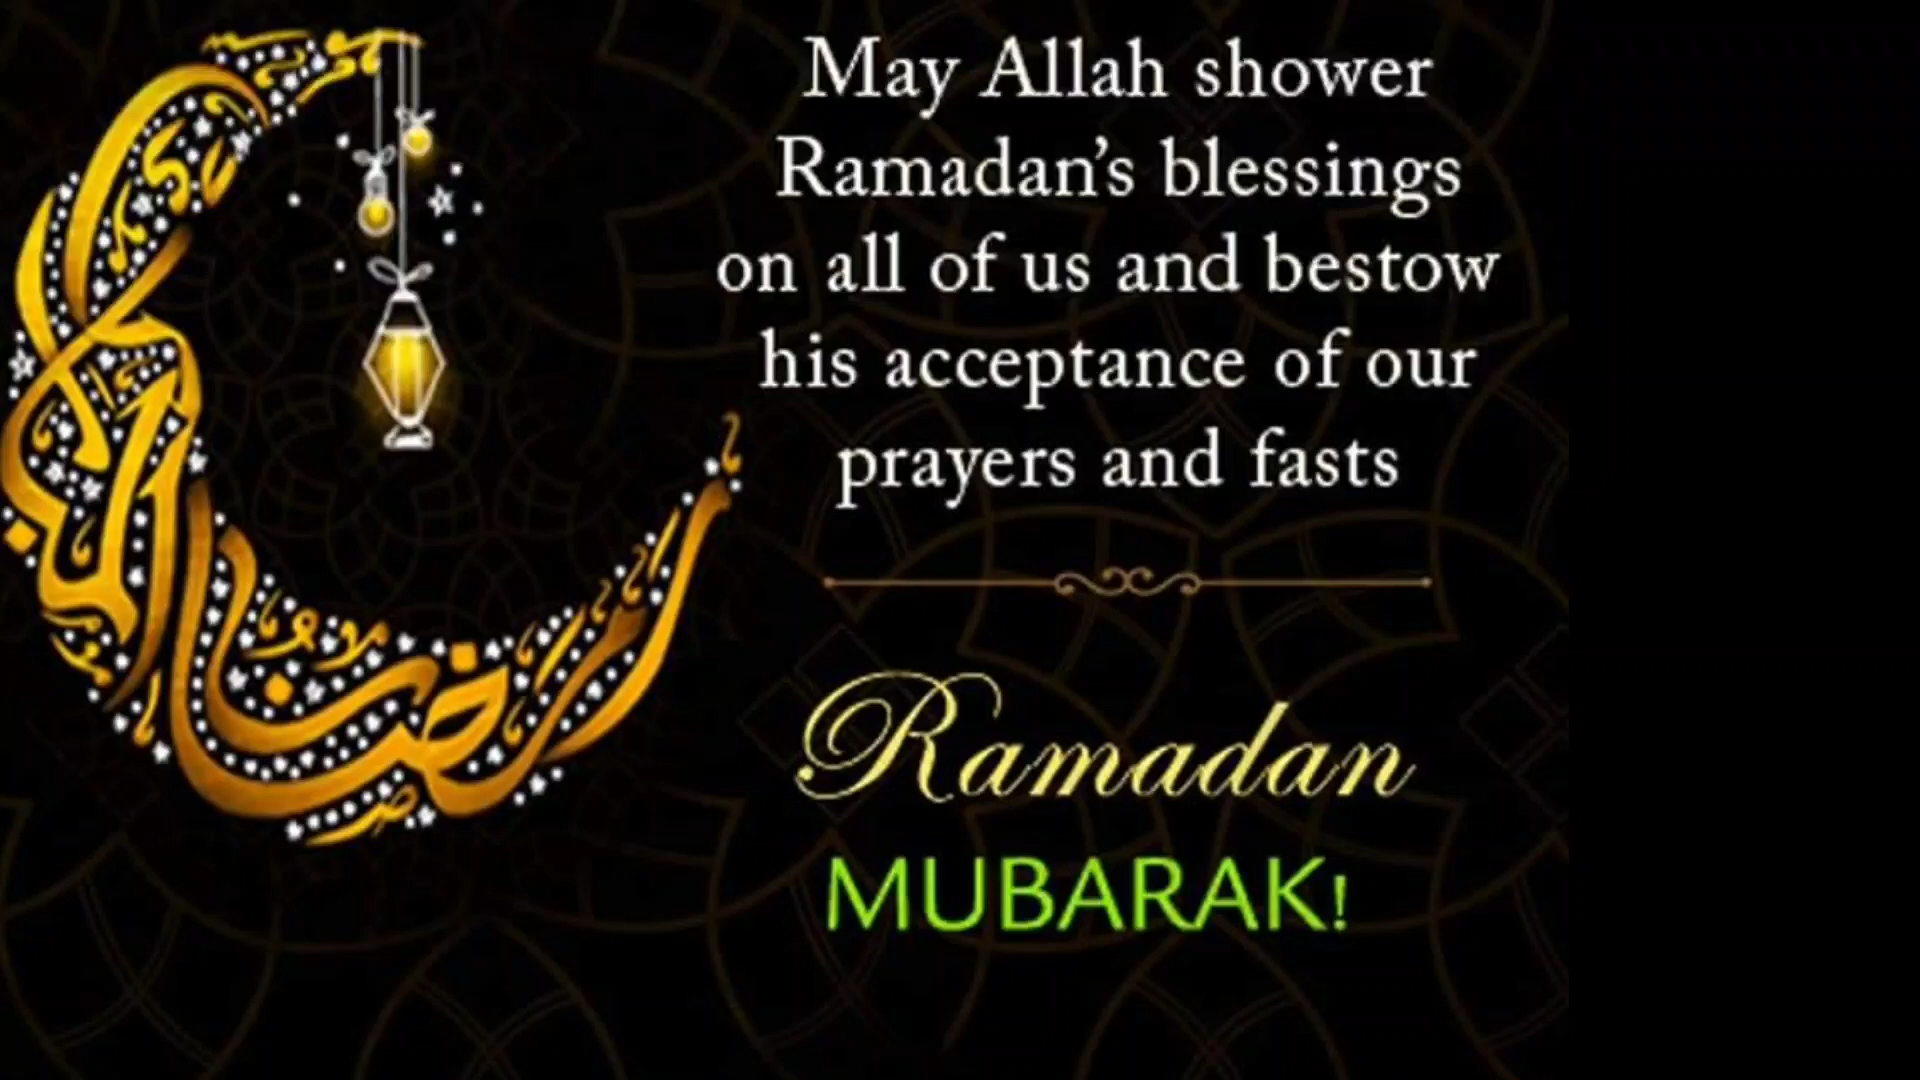 May Allah shower
Ramadan’s blessings
on all of us and bestow
his acceptance of our
prayers and fasts
رمضان
Ramadan
MUBARAK!